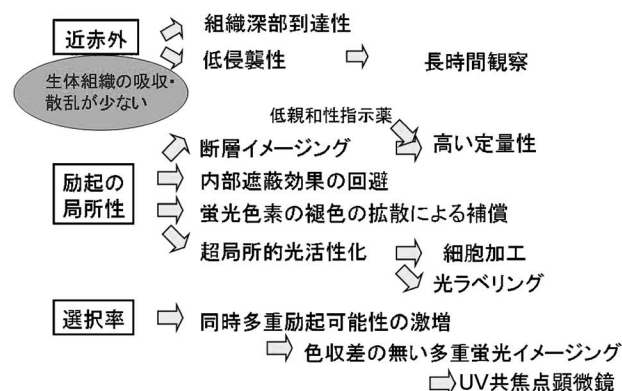 近赤外
組織深部到達性
低侵襲性
長時間観察
生体組織の吸収・
散乱が少ない
低親和性指示薬
断層イメージング
高い定量性
励起の
局所性
内部遮蔽効果の回避
蛍光色素の褪色の拡散による補償
超局所的光活性化
細胞加工
光ラベリング
選択率
同時多重励起可能性の激増
色収差の無い多重蛍光イメージング
UV共焦点顕微鏡